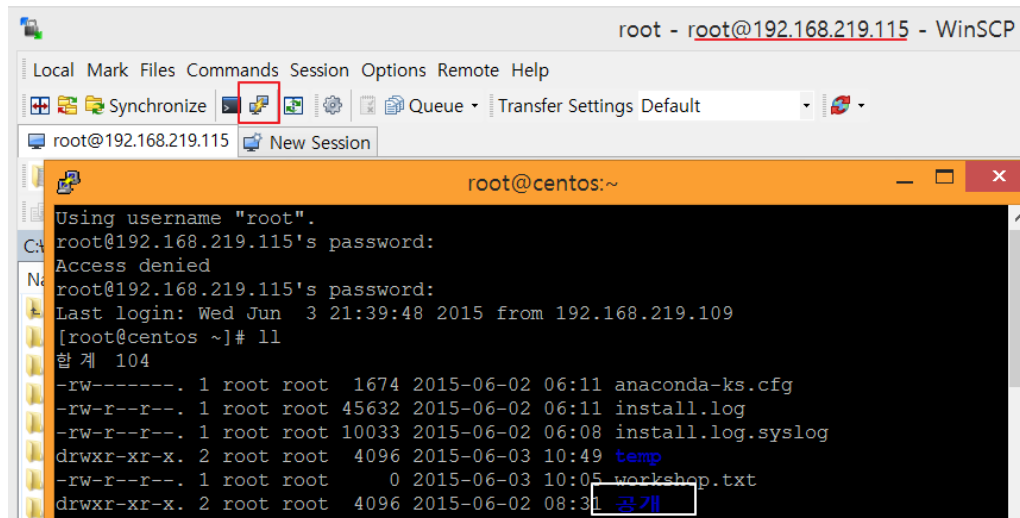 root - root@192.168.219.115 - WinSCP
Local Mark Files Commands Session Options Remote Help
Synchronize Queue Transfer Settings Default
root@192.168.219.115 New Session
root@centos:~
Using username "root".
root@192.168.219.115's password:
Access denied
root@192.168.219.115's password:
Last login: Wed Jun 3 21:39:48 2015 from 192.168.219.109
[root@centos ~]# ll
합계 104
-rw-------. 1 root root 1674 2015-06-02 06:11 anaconda-ks.cfg
-rw-r--r--. 1 root root 45632 2015-06-02 06:11 install.log
-rw-r--r--. 1 root root 10033 2015-06-02 06:08 install.log.syslog
drwxr-xr-x. 2 root root 4096 2015-06-03 10:49 temp
-rw-r--r--. 1 root root 0 2015-06-03 10:05 workshop.txt
drwxr-xr-x. 2 root root 4096 2015-06-02 08:31 공개